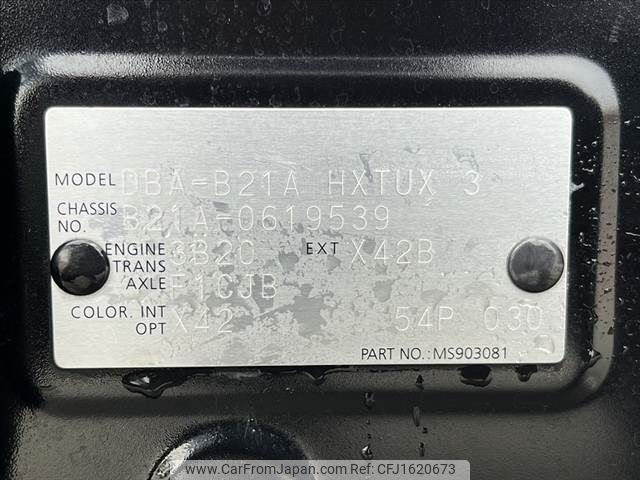 MODEL DBA-B21A HXTUX 3
CHASSIS NO. B21A-0619539
ENGINE 3B20 EXT X42B
TRANS AXLE F1CJB
COLOR. INT OPT X42 54P 030
PART NO.: MS903081
www.CarFromJapan.com - CFJ1620673